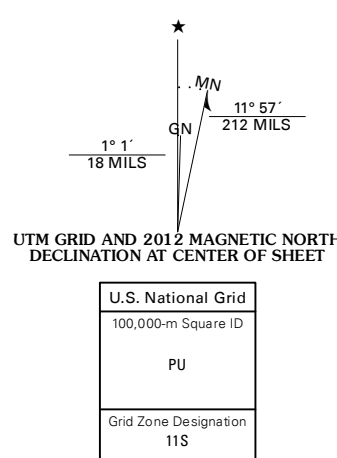 ★
MN
GN
11° 57´
212 MILS
1° 1´
18 MILS
UTM GRID AND 2012 MAGNETIC NORTH
DECLINATION AT CENTER OF SHEET
U.S. National Grid
100,000-m Square ID
PU
Grid Zone Designation
11S